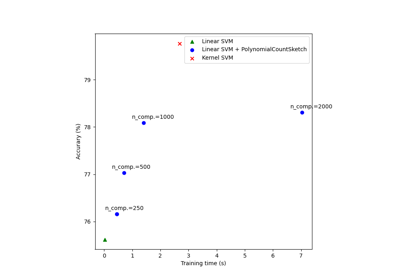 Linear SVM
Linear SVM + PolynomialCountSketch
Kernel SVM
79
n_comp.=2000
n_comp.=1000
78
n_comp.=500
77
n_comp.=250
76
Accurary (%)
0 1 2 3 4 5 6 7
Training time (s)